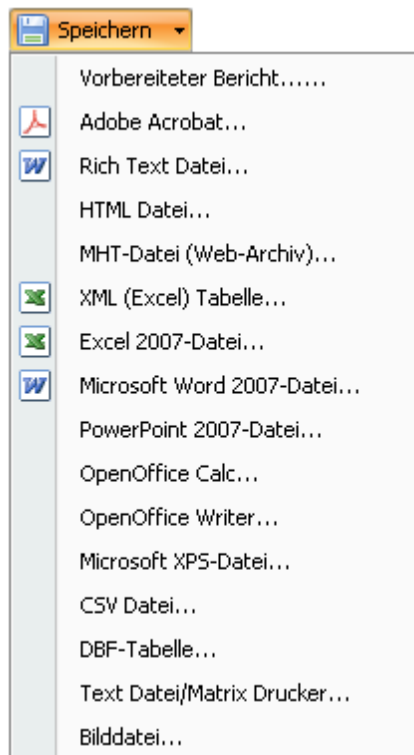 Speichern
Vorbereiteter Bericht......
Adobe Acrobat...
Rich Text Datei...
HTML Datei...
MHT-Datei (Web-Archiv)...
XML (Excel) Tabelle...
Excel 2007-Datei...
Microsoft Word 2007-Datei...
PowerPoint 2007-Datei...
OpenOffice Calc...
OpenOffice Writer...
Microsoft XPS-Datei...
CSV Datei...
DBF-Tabelle...
Text Datei/Matrix Drucker...
Bilddatei...